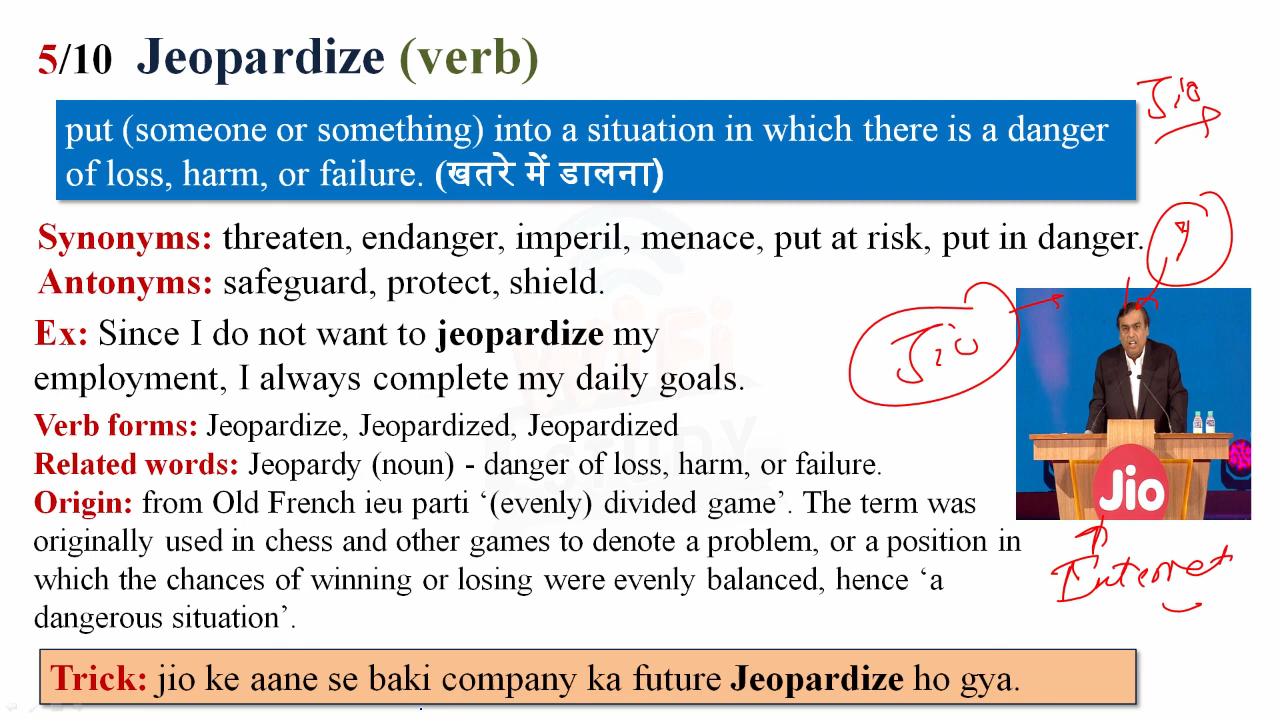 5/10 Jeopardize (verb)
Jio
put (someone or something) into a situation in which there is a danger
of loss, harm, or failure. (खतरे में डालना)
Synonyms: threaten, endanger, imperil, menace, put at risk, put in danger.
Antonyms: safeguard, protect, shield.
Ex: Since I do not want to jeopardize my
employment, I always complete my daily goals.
Jio
Verb forms: Jeopardize, Jeopardized, Jeopardized
Related words: Jeopardy (noun) - danger of loss, harm, or failure.
Jio
Origin: from Old French ieu parti ‘(evenly) divided game’. The term was
originally used in chess and other games to denote a problem, or a position in
which the chances of winning or losing were evenly balanced, hence ‘a
dangerous situation’.
Internet
Trick: jio ke aane se baki company ka future Jeopardize ho gya.